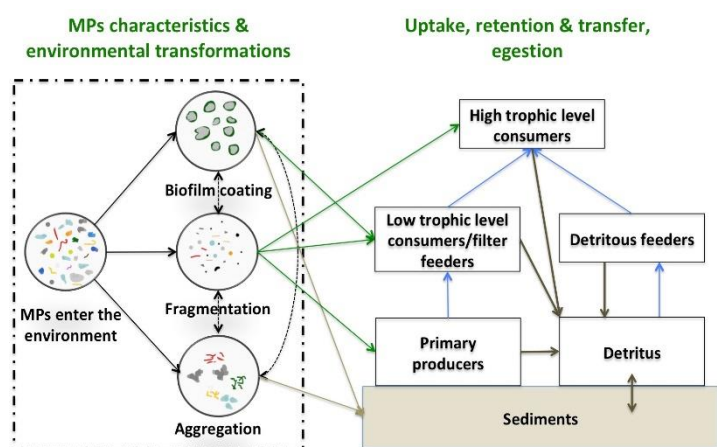 MPs characteristics &
environmental transformations
Uptake, retention & transfer,
egestion
High trophic level
consumers
Biofilm coating
Low trophic level
consumers/filter
feeders
Detritous feeders
MPs enter the
environment
Fragmentation
Primary
producers
Detritus
Aggregation
Sediments